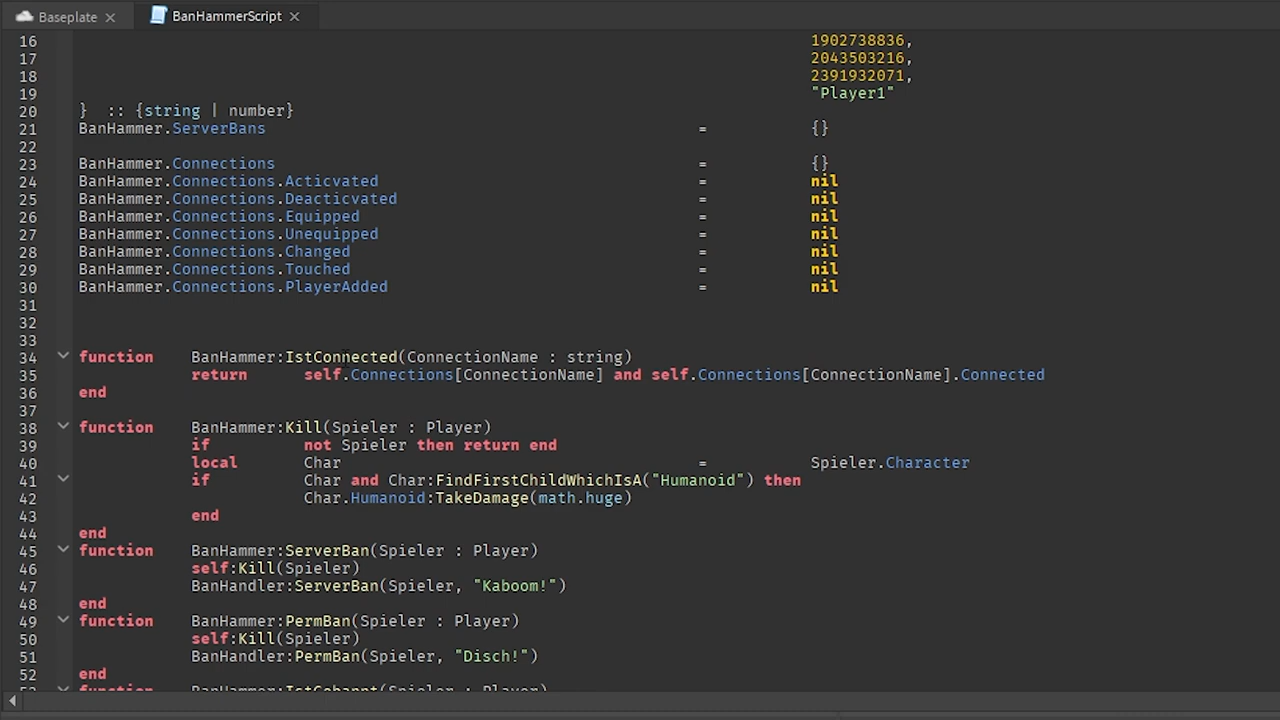 Baseplate BanHammerScript
16 1902738836,
17 2043503216,
18 2391932071,
19 "Player1"
20 } :: {string | number}
21 BanHammer.ServerBans = {}
22
23 BanHammer.Connections = {}
24 BanHammer.Connections.Acticvated = nil
25 BanHammer.Connections.Deacticvated = nil
26 BanHammer.Connections.Equipped = nil
27 BanHammer.Connections.Unequipped = nil
28 BanHammer.Connections.Changed = nil
29 BanHammer.Connections.Touched = nil
30 BanHammer.Connections.PlayerAdded = nil
31
32
33
34 function BanHammer:IstConnected(ConnectionName : string)
35 return self.Connections[ConnectionName] and self.Connections[ConnectionName].Connected
36 end
37
38 function BanHammer:Kill(Spieler : Player)
39 if not Spieler then return end
40 local Char = Spieler.Character
41 if Char and Char:FindFirstChildWhichIsA("Humanoid") then
42 Char.Humanoid:TakeDamage(math.huge)
43 end
44 end
45 function BanHammer:ServerBan(Spieler : Player)
46 self:Kill(Spieler)
47 BanHandler:ServerBan(Spieler, "Kaboom!")
48 end
49 function BanHammer:PermBan(Spieler : Player)
50 self:Kill(Spieler)
51 BanHandler:PermBan(Spieler, "Disch!")
52 end
53 function BanHammer:IstGebannt(Spieler : Player)